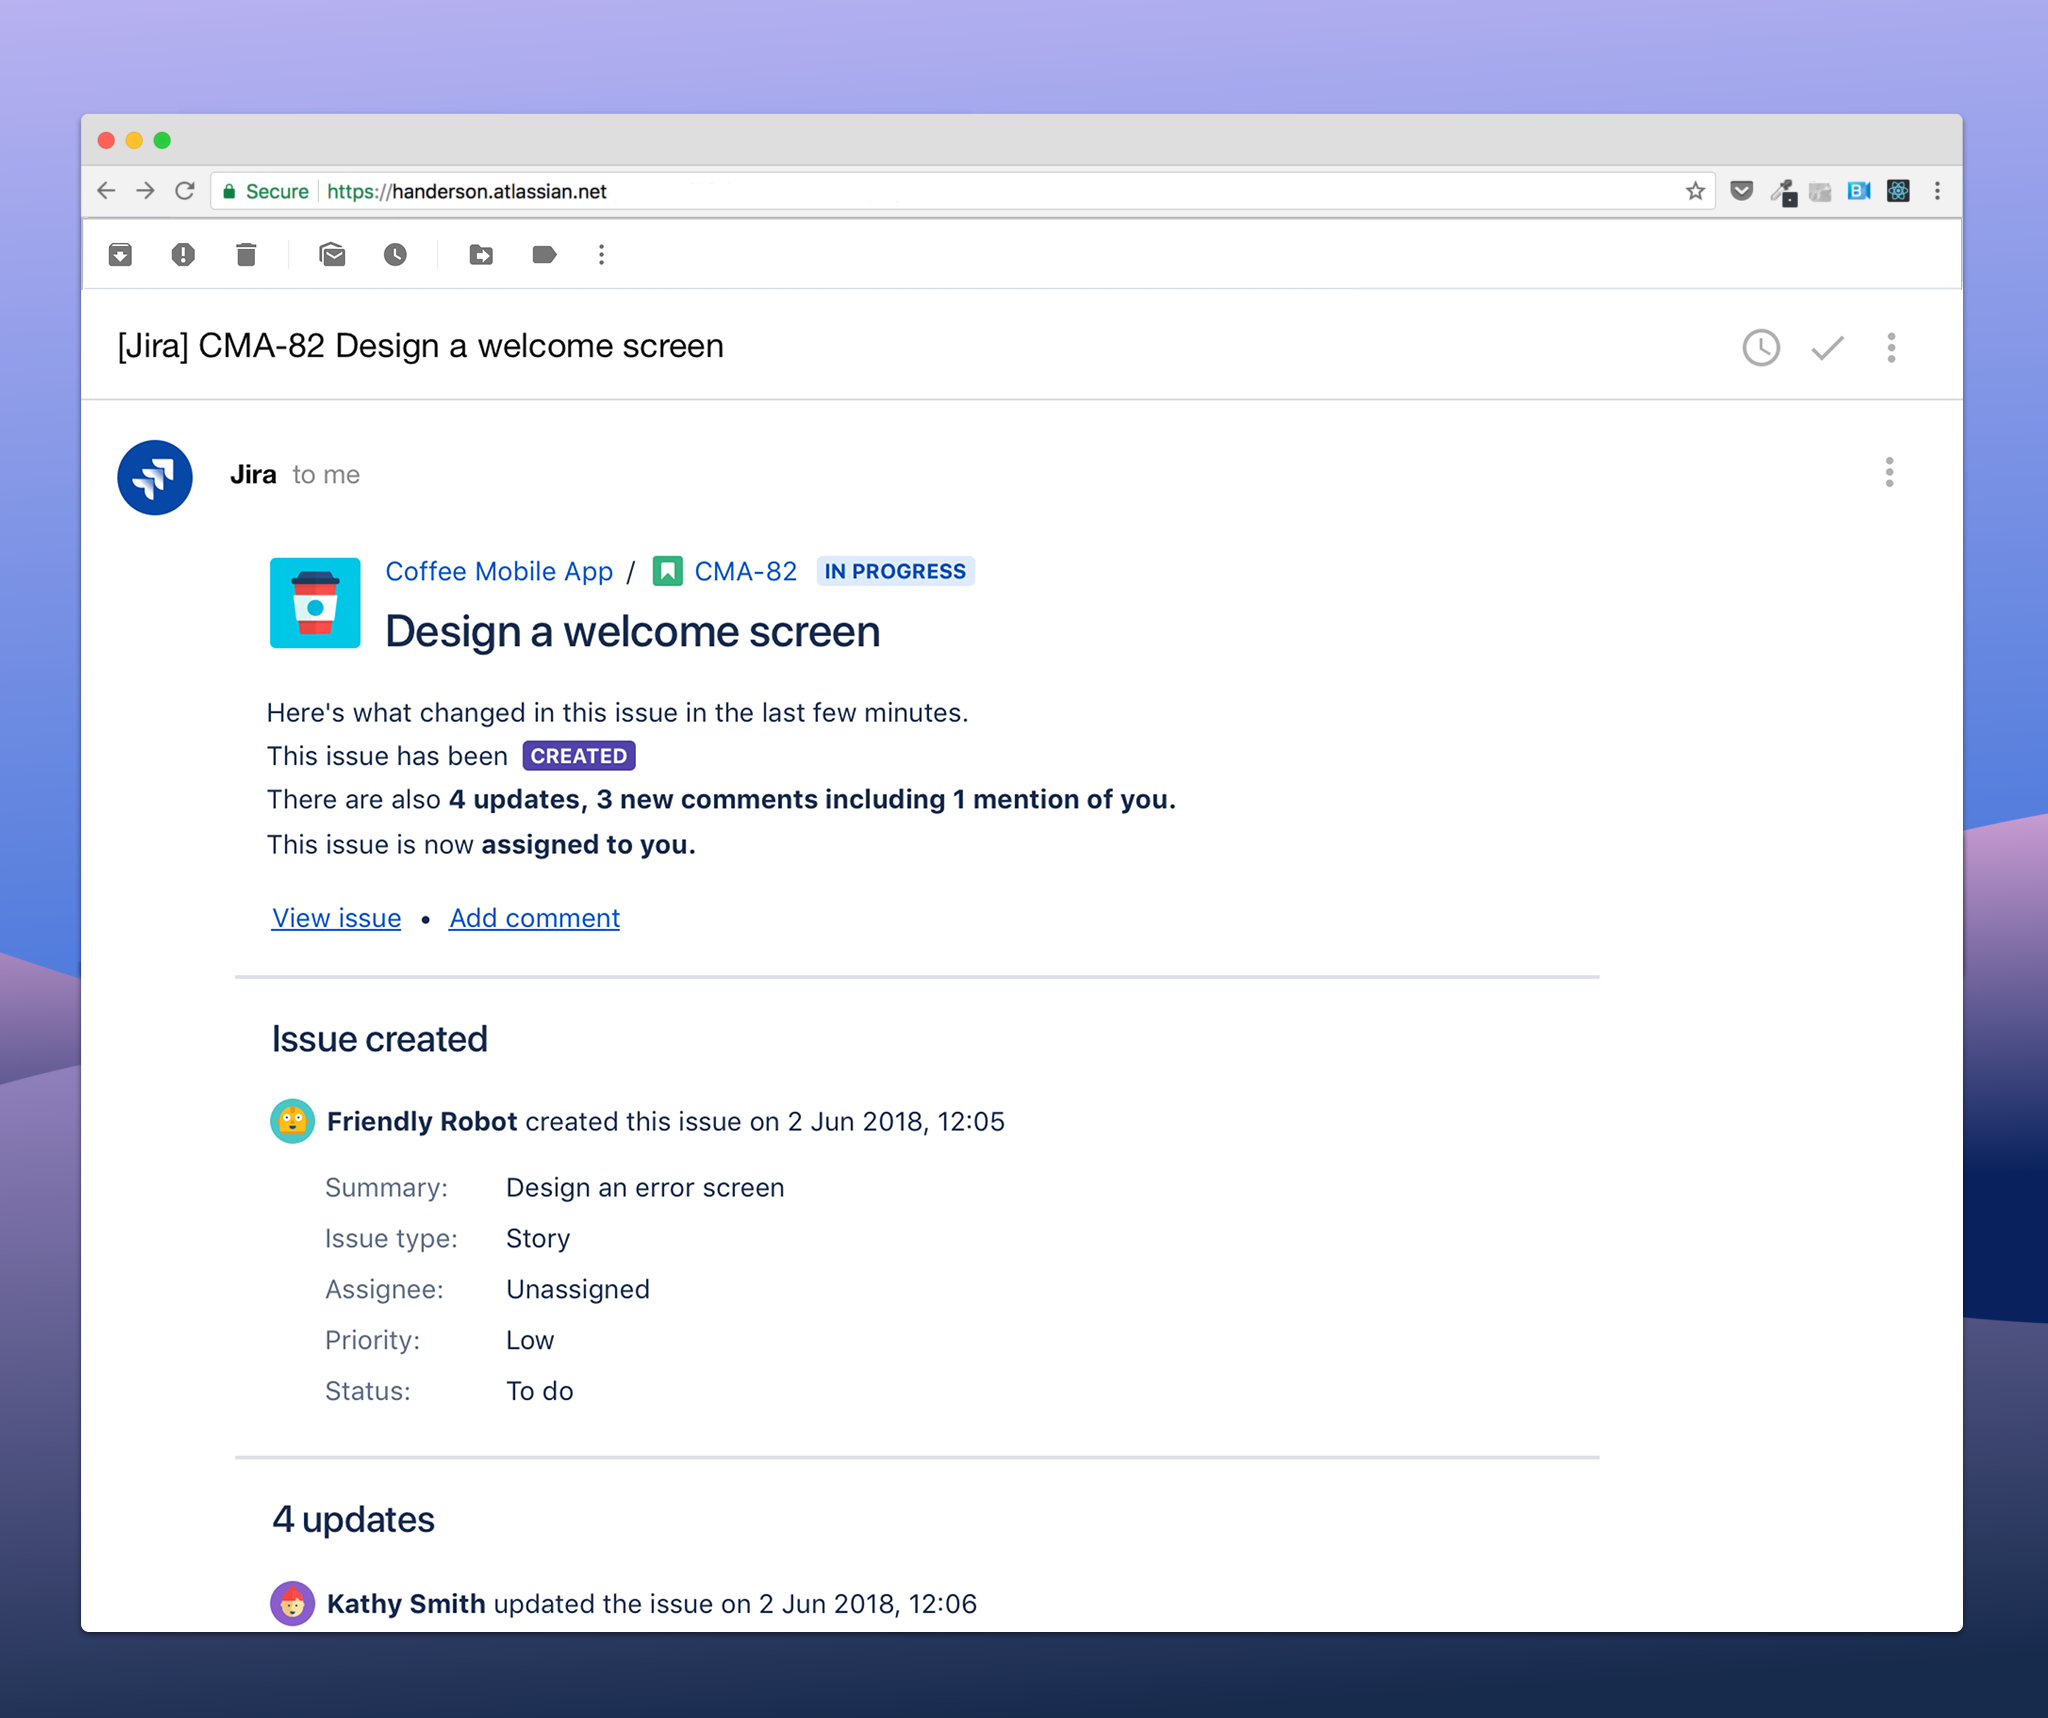 Secure https://handerson.atlassian.net
B
[Jira] CMA-82 Design a welcome screen
Jira to me
Coffee Mobile App / CMA-82 IN PROGRESS
Design a welcome screen
Here's what changed in this issue in the last few minutes.
This issue has been CREATED
There are also 4 updates, 3 new comments including 1 mention of you.
This issue is now assigned to you.
View issue • Add comment
Issue created
Friendly Robot created this issue on 2 Jun 2018, 12:05
Summary: Design an error screen
Issue type: Story
Assignee: Unassigned
Priority: Low
Status: To do
4 updates
Kathy Smith updated the issue on 2 Jun 2018, 12:06